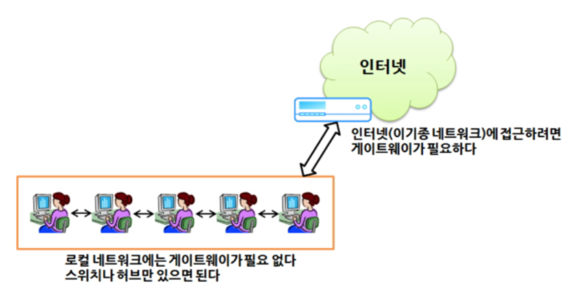 인터넷
인터넷(이기종 네트워크)에 접근하려면
게이트웨이가 필요하다
로컬 네트워크에는 게이트웨이가 필요 없다
스위치나 허브만 있으면 된다